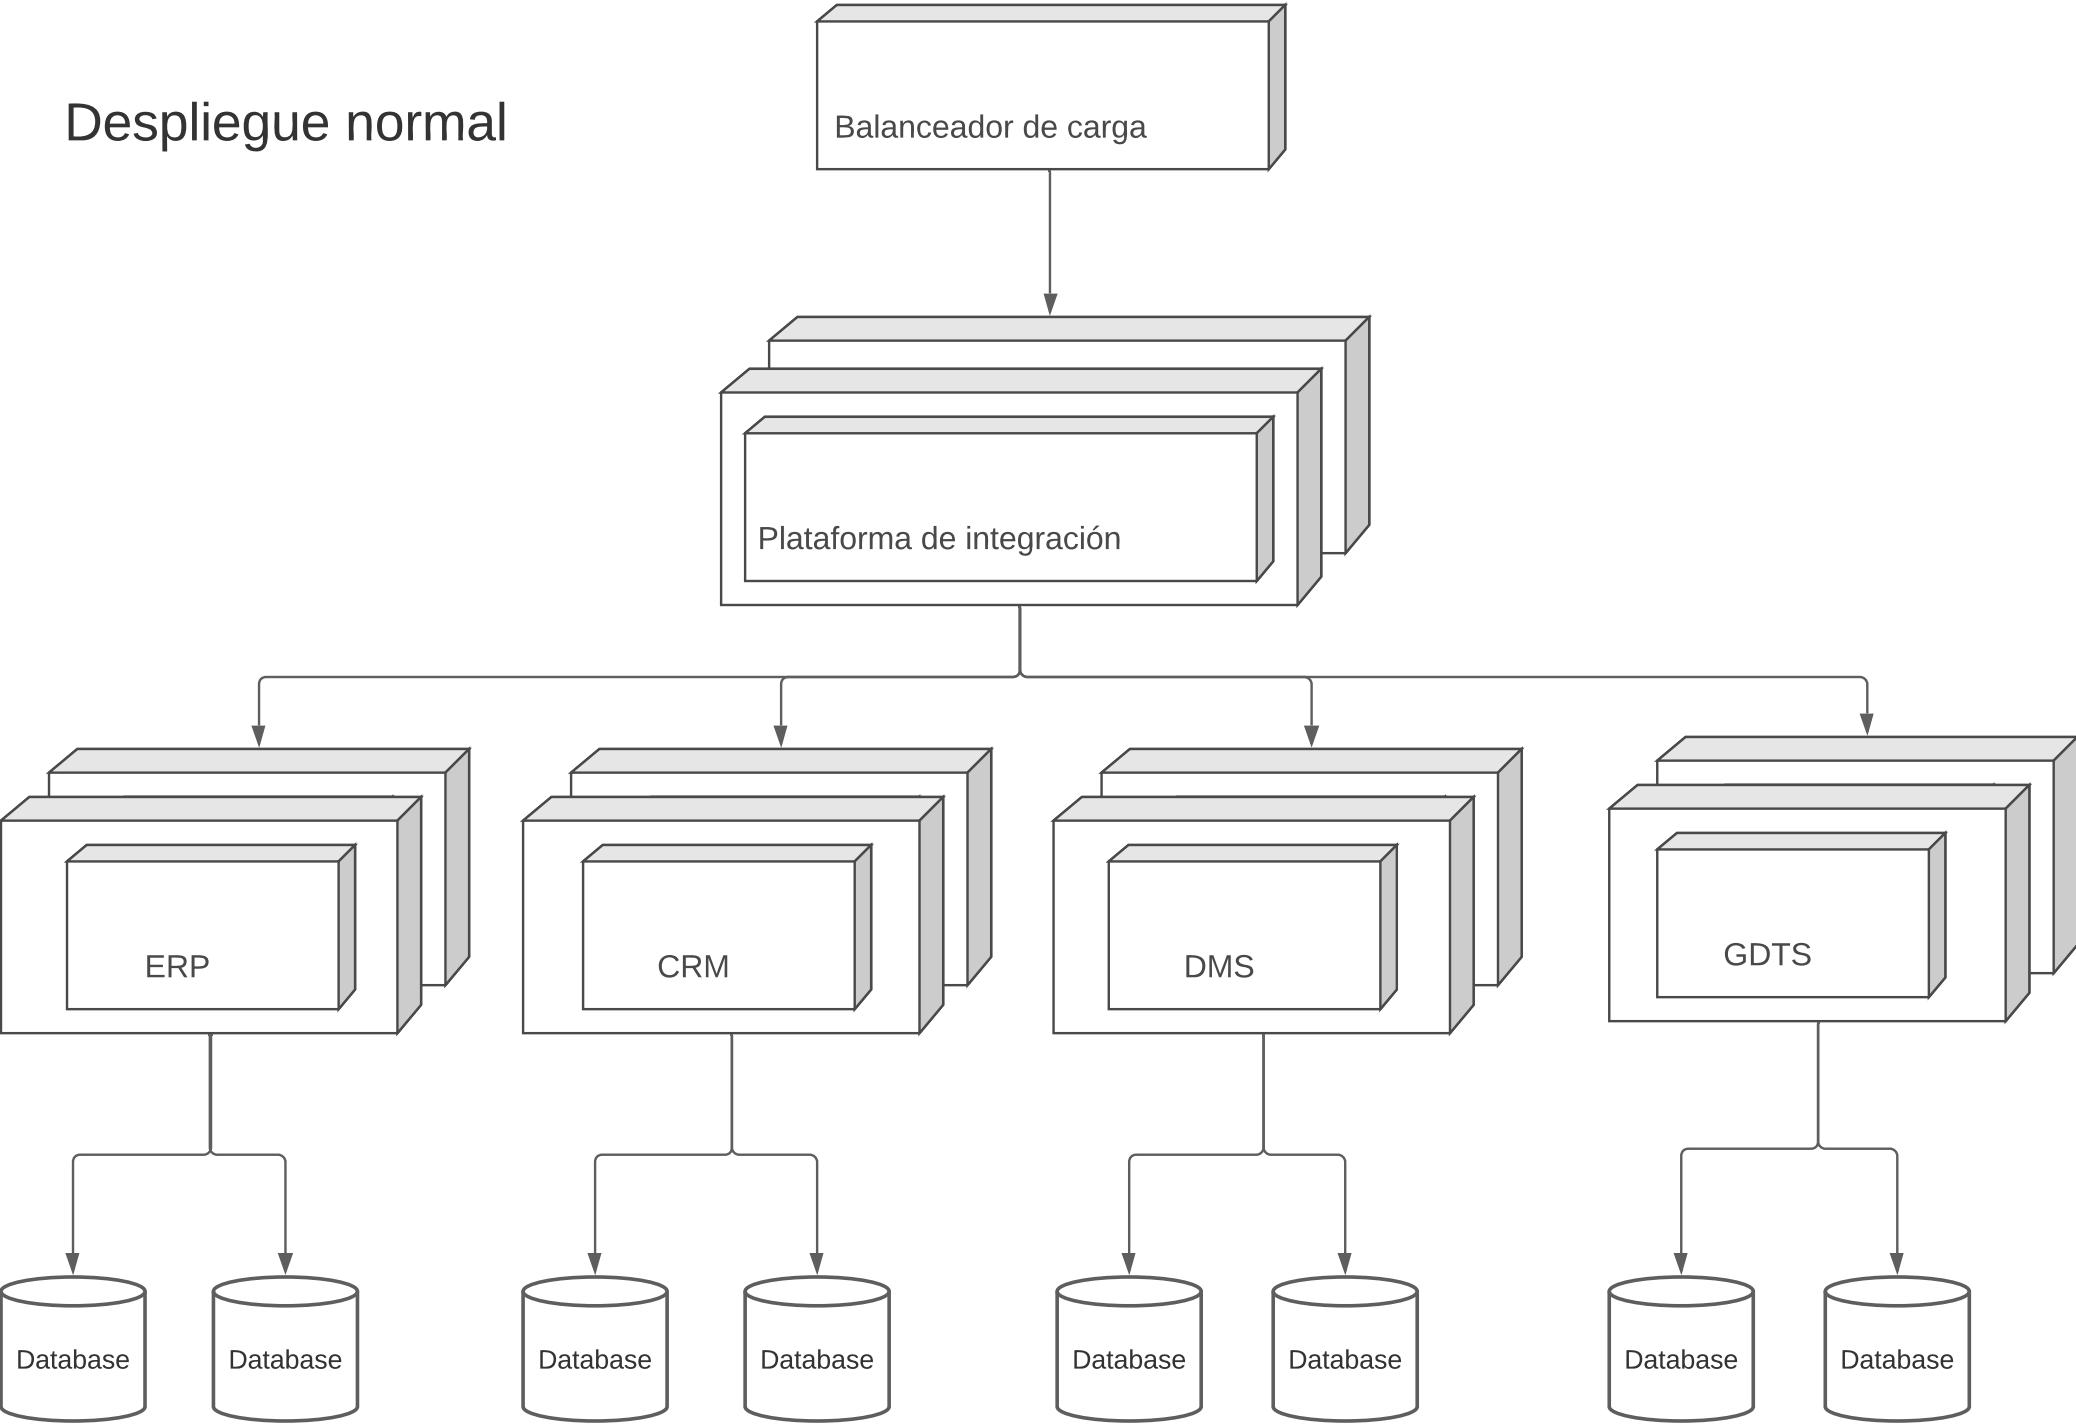 Despliegue normal
Balanceador de carga
Plataforma de integración
ERP
CRM
DMS
GDTS
Database
Database
Database
Database
Database
Database
Database
Database